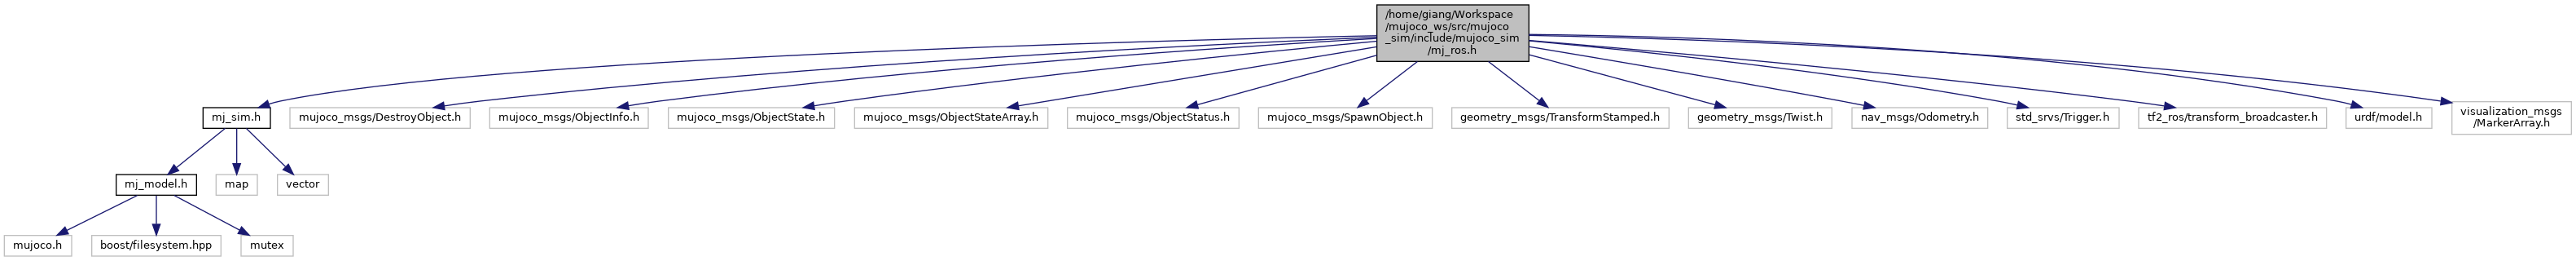 /home/giang/Workspace
/mujoco_ws/src/mujoco
_sim/include/mujoco_sim
/mj_ros.h
mj_sim.h
mujoco_msgs/DestroyObject.h
mujoco_msgs/ObjectInfo.h
mujoco_msgs/ObjectState.h
mujoco_msgs/ObjectStateArray.h
mujoco_msgs/ObjectStatus.h
mujoco_msgs/SpawnObject.h
geometry_msgs/TransformStamped.h
geometry_msgs/Twist.h
nav_msgs/Odometry.h
std_srvs/Trigger.h
tf2_ros/transform_broadcaster.h
urdf/model.h
visualization_msgs
/MarkerArray.h
mj_model.h
map
vector
mujoco.h
boost/filesystem.hpp
mutex